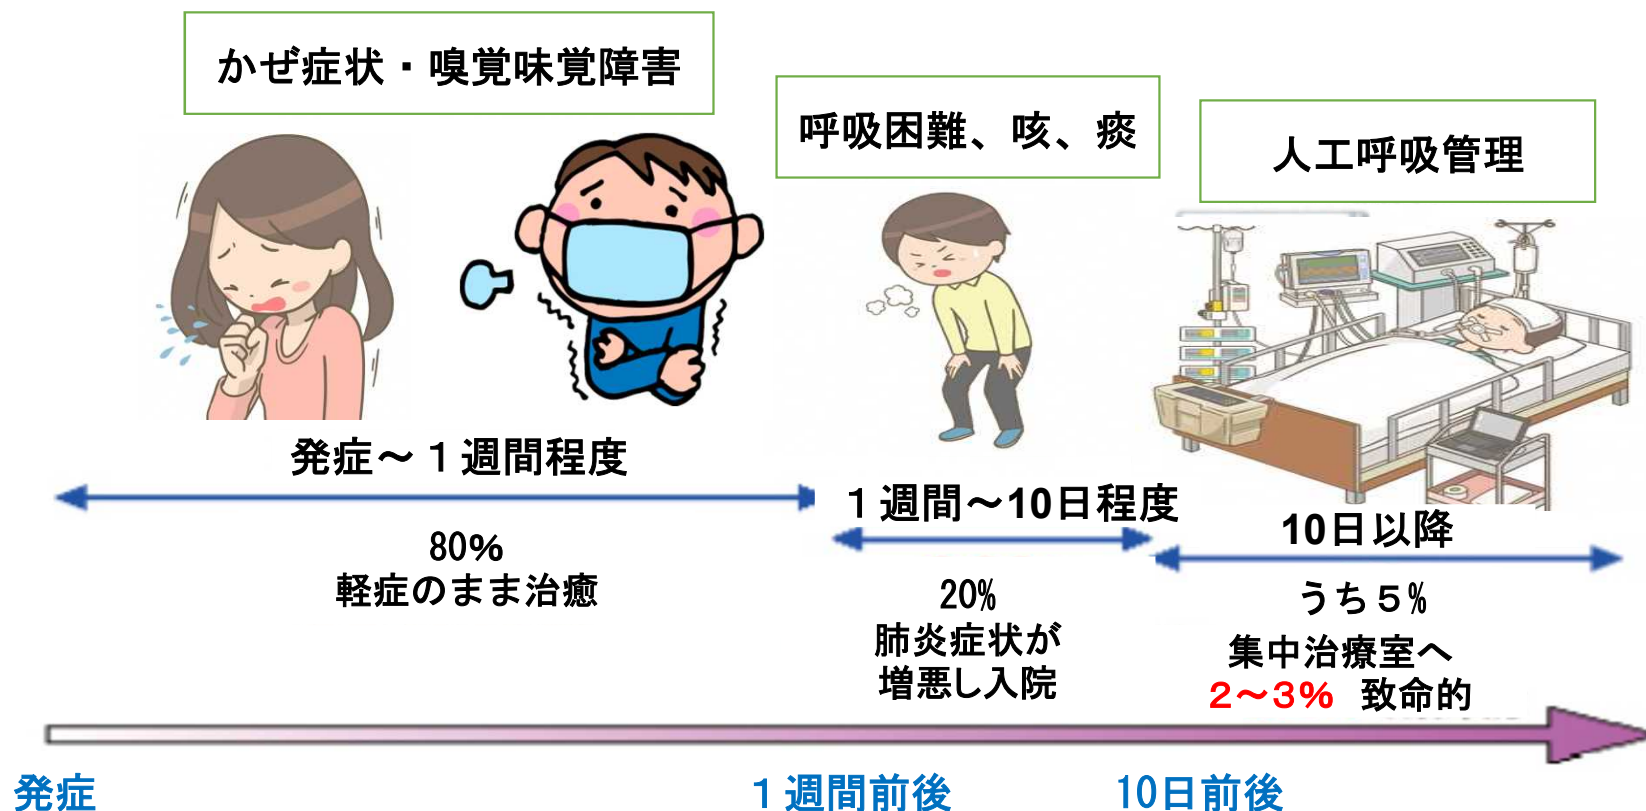 かぜ症状・嗅覚味覚障害
呼吸困難、咳、痰
人工呼吸管理
発症～１週間程度
１週間～10日程度
10日以降
80%
軽症のまま治癒
20%
肺炎症状が
増悪し入院
うち５%
集中治療室へ
２～３% 致命的
発症
１週間前後
10日前後